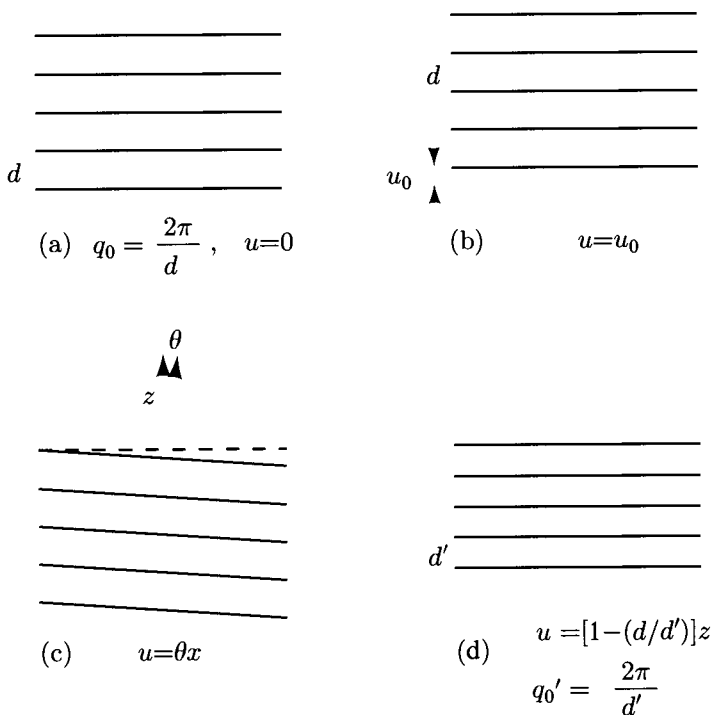 d
(a) q₀ = 2π/d , u=0
d
u₀
(b) u=u₀
θ
z
(c) u=θx
d′
(d) u =[1−(d/d′)]z
q₀′ = 2π/d′